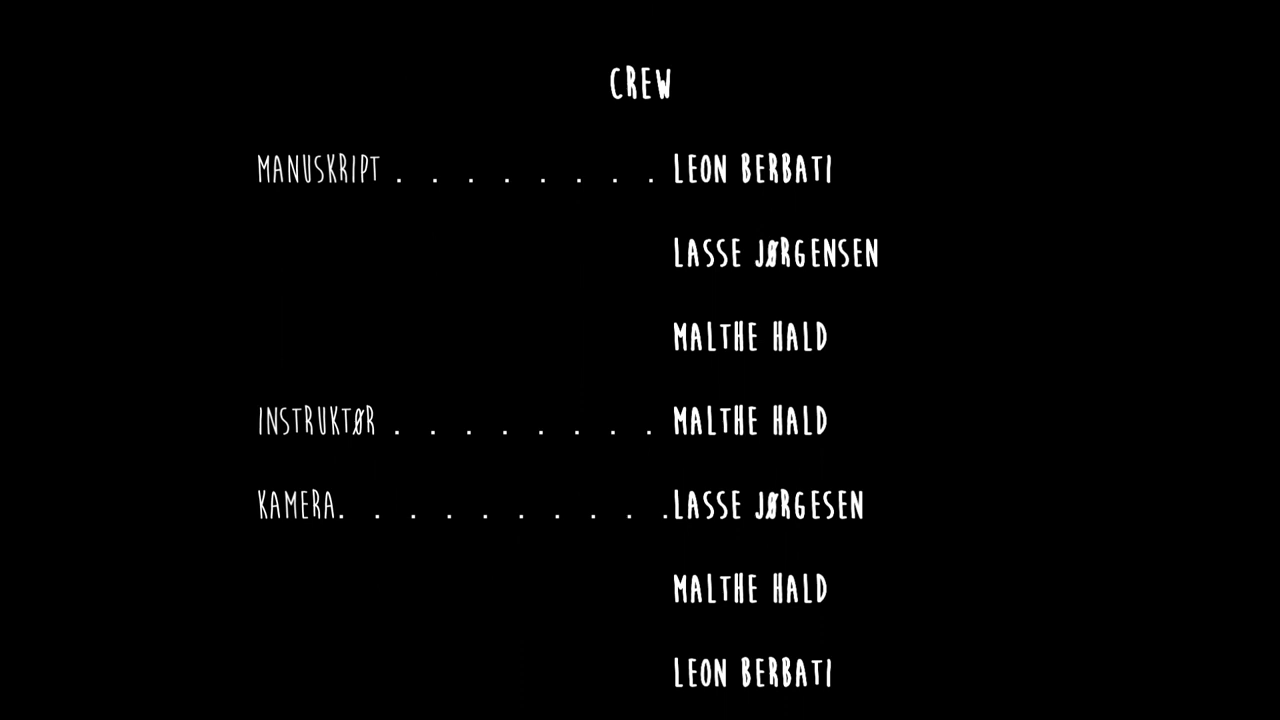 CREW
MANUSKRIPT . . . . . . . . LEON BERBATI
LASSE JØRGENSEN
MALTHE HALD
INSTRUKTØR . . . . . . . . MALTHE HALD
KAMERA. . . . . . . . . .LASSE JØRGESEN
MALTHE HALD
LEON BERBATI